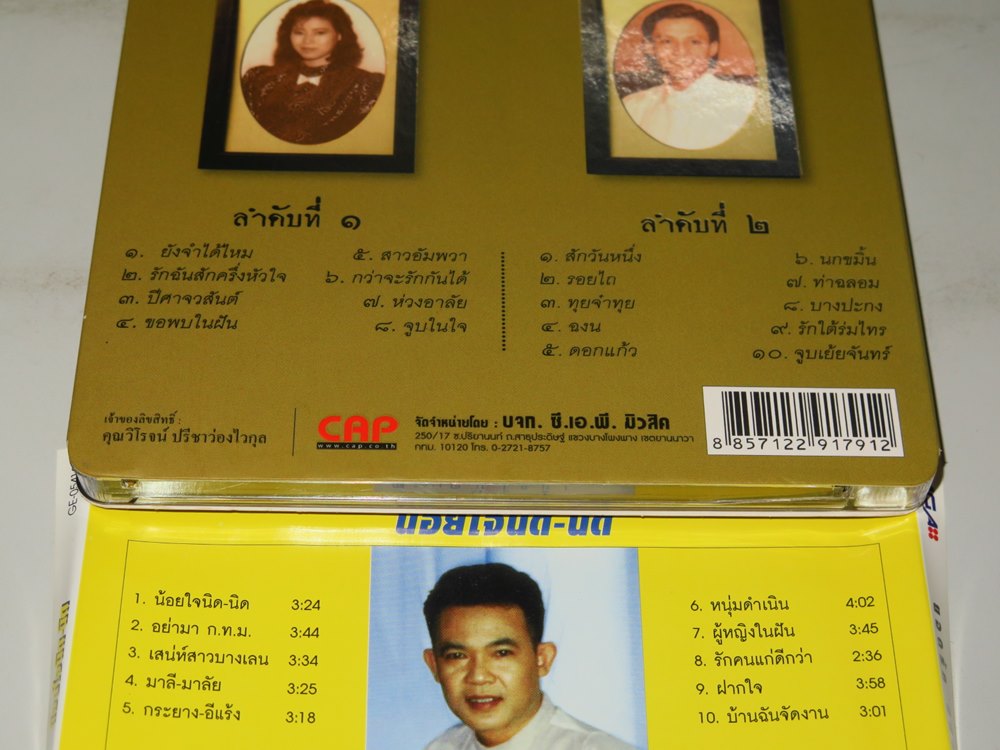 ลำดับที่ ๑
๑. ยังจำได้ไหม
๒. รักฉันสักครึ่งหัวใจ
๓. ปีศาจวสันต์
๔. ขอพบในฝัน
๕. สาวอัมพวา
๖. กว่าจะรักกันได้
๗. ห่วงอาลัย
๘. จูบในใจ
ลำดับที่ ๒
๑. สักวันหนึ่ง
๒. รอยไถ
๓. ทุยจ๋าทุย
๔. งอน
๕. ดอกแก้ว
๖. นกขมิ้น
๗. ท่าฉลอม
๘. บางปะกง
๙. รักใต้ร่มไทร
๑๐. จูบเย้ยจันทร์
เจ้าของลิขสิทธิ์ :
คุณวิโรจน์ ปรีชาว่องไวกุล
CAP
www.cap.co.th
จัดจำหน่ายโดย : บจก. ซี.เอ.พี. มิวสิค
250/17 ซ.ปริยานนท์ ถ.สาธุประดิษฐ์ แขวงบางโพงพาง เขตยานนาวา
กทม. 10120 โทร. 0-2721-8757
8 857122 917912
น้อยใจนิด-นิด
1. น้อยใจนิด-นิด 3:24
2. อย่ามา ก.ท.ม. 3:44
3. เสน่ห์สาวบางเลน 3:34
4. มาลี-มาลัย 3:25
5. กระยาง-อีแร้ง 3:18
6. หนุ่มดำเนิน 4:02
7. ผู้หญิงในฝัน 3:45
8. รักคนแก่ดีกว่า 2:36
9. ฝากใจ 3:58
10. บ้านฉันจัดงาน 3:01